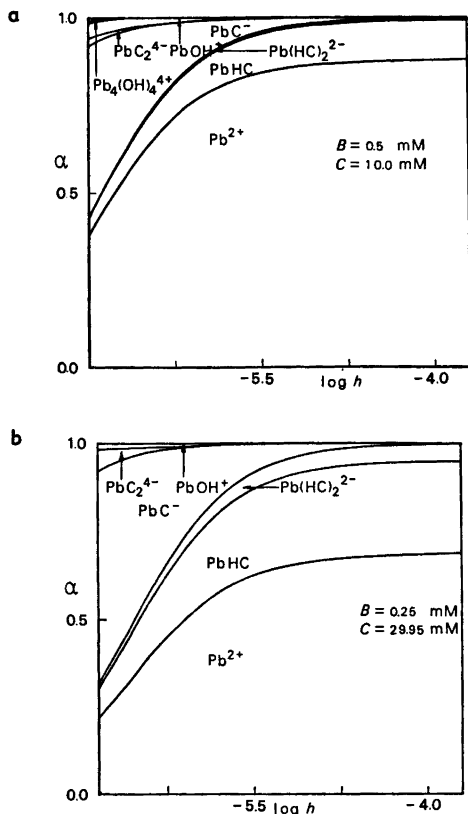 a
1.0
PbC⁻
PbC₂⁴⁻
PbOH⁺
Pb(HC)₂²⁻
PbHC
Pb₄(OH)₄⁴⁺
Pb²⁺
B = 0.5 mM
C = 10.0 mM
α
0.5
0.0
−5.5
log h
−4.0
b
1.0
PbC₂⁴⁻
PbOH⁺
Pb(HC)₂²⁻
PbC⁻
α
PbHC
B = 0.25 mM
C = 29.95 mM
0.5
Pb²⁺
0.0
−5.5
log h
−4.0